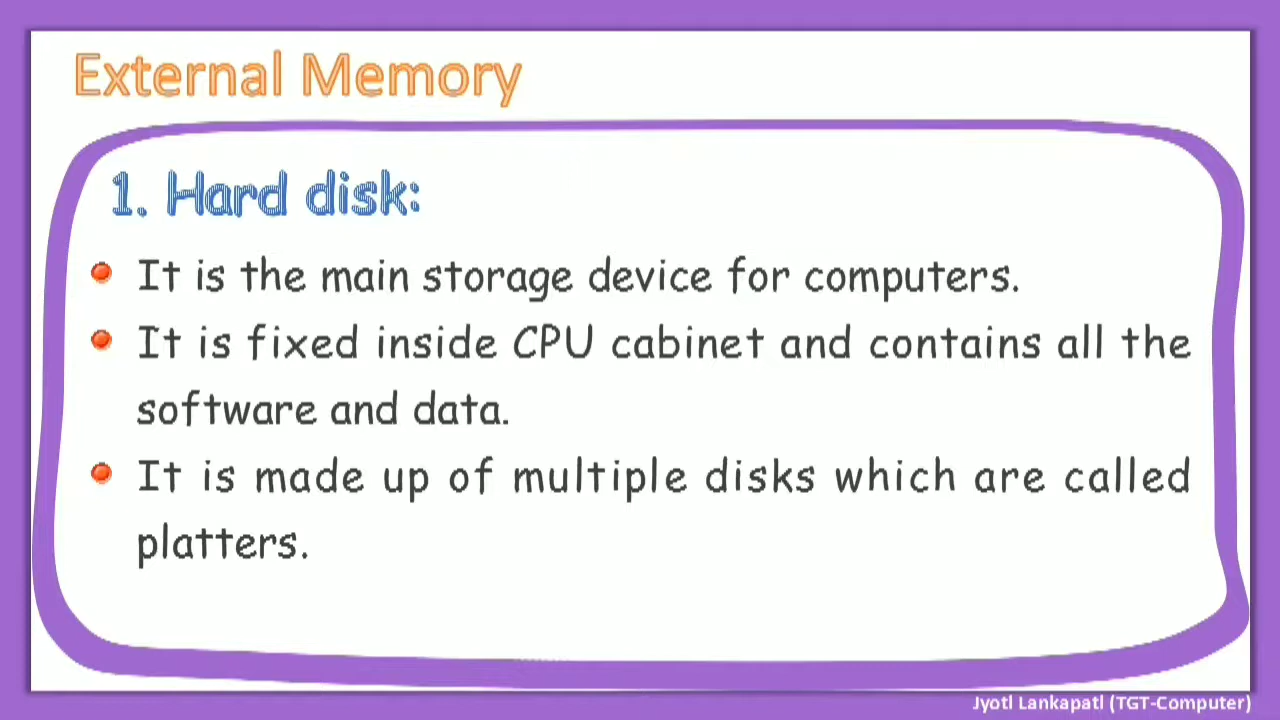 External Memory
1. Hard disk:
It is the main storage device for computers.
It is fixed inside CPU cabinet and contains all the
software and data.
It is made up of multiple disks which are called
platters.
Jyoti Lankapati (TGT-Computer)